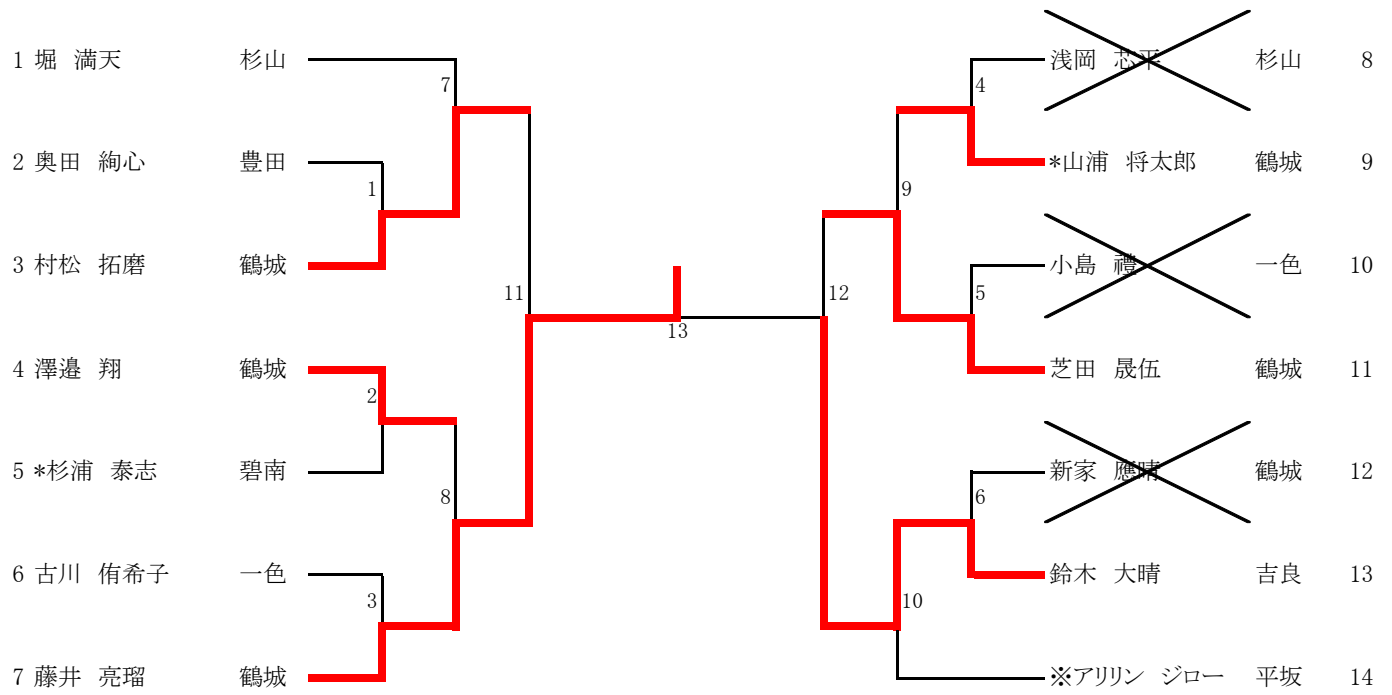 1 堀 満天 杉山
2 奥田 絢心 豊田
3 村松 拓磨 鶴城
4 澤邉 翔 鶴城
5 *杉浦 泰志 碧南
6 古川 侑希子 一色
7 藤井 亮瑠 鶴城
7
1
11
2
8
3
13
12
4
9
5
6
10
浅岡 芯平 杉山 8
*山浦 将太郎 鶴城 9
小島 禮 一色 10
芝田 晟伍 鶴城 11
新家 應晴 鶴城 12
鈴木 大晴 吉良 13
※アリリン ジロー 平坂 14